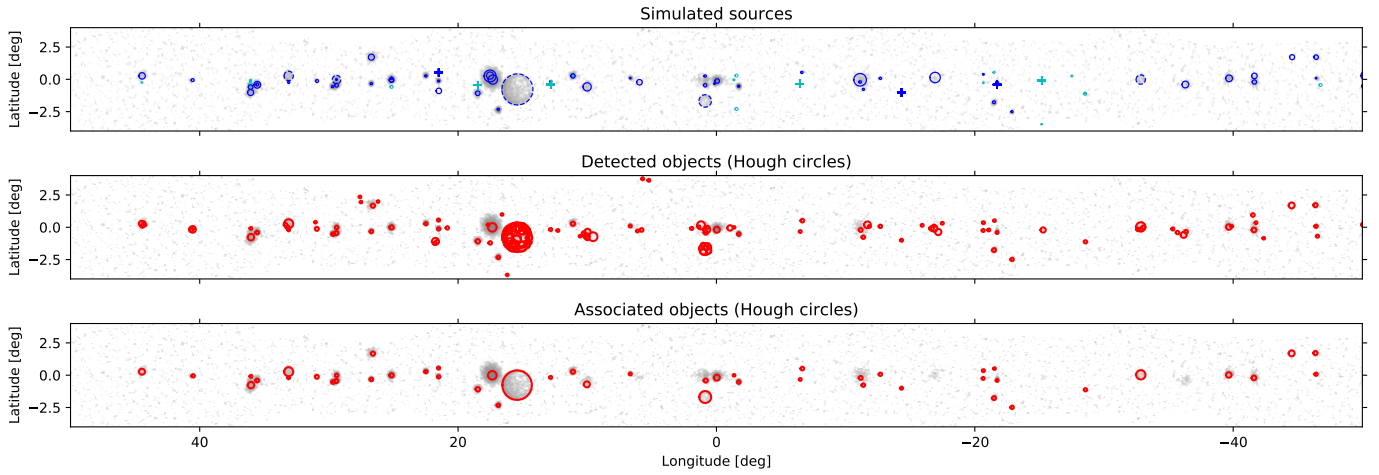 Simulated sources
Latitude [deg]
2.5
0.0
−2.5
Detected objects (Hough circles)
Latitude [deg]
2.5
0.0
−2.5
Associated objects (Hough circles)
Latitude [deg]
2.5
0.0
−2.5
40 20 0 −20 −40
Longitude [deg]